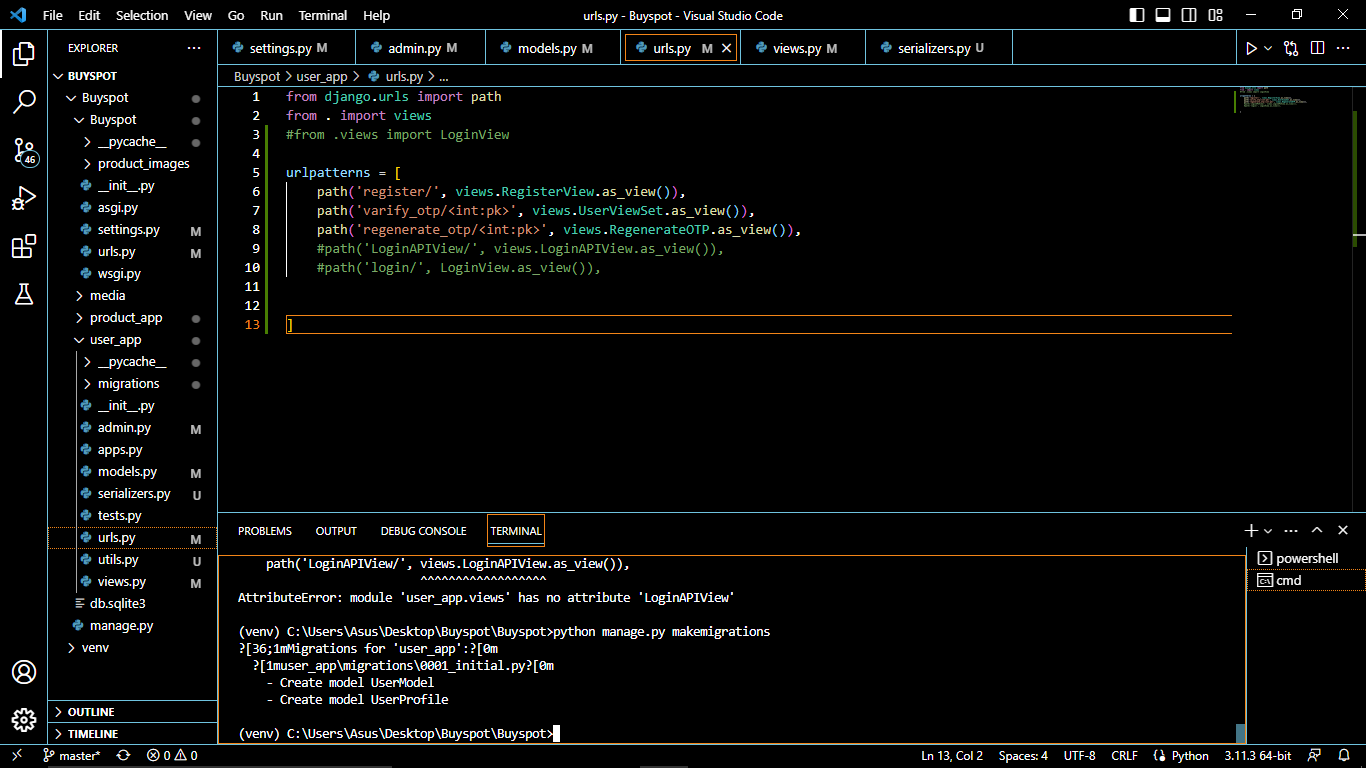 File Edit Selection View Go Run Terminal Help urls.py - Buyspot - Visual Studio Code
EXPLORER
settings.py M admin.py M models.py M urls.py M views.py M serializers.py U
BUYSPOT
Buyspot
Buyspot
__pycache__
product_images
__init__.py
asgi.py
settings.py M
urls.py M
wsgi.py
media
product_app
user_app
__pycache__
migrations
__init__.py
admin.py M
apps.py
models.py M
serializers.py U
tests.py
urls.py M
utils.py U
views.py M
db.sqlite3
manage.py
venv
OUTLINE
TIMELINE
46
Buyspot > user_app > urls.py > ...
1 from django.urls import path
2 from . import views
3 #from .views import LoginView
4
5 urlpatterns = [
6 path('register/', views.RegisterView.as_view()),
7 path('varify_otp/<int:pk>', views.UserViewSet.as_view()),
8 path('regenerate_otp/<int:pk>', views.RegenerateOTP.as_view()),
9 #path('LoginAPIView/', views.LoginAPIView.as_view()),
10 #path('login/', LoginView.as_view()),
11
12
13 ]
PROBLEMS OUTPUT DEBUG CONSOLE TERMINAL
path('LoginAPIView/', views.LoginAPIView.as_view()),
^^^^^^^^^^^^^^^^^^
AttributeError: module 'user_app.views' has no attribute 'LoginAPIView'
(venv) C:\Users\Asus\Desktop\Buyspot\Buyspot>python manage.py makemigrations
?[36;1mMigrations for 'user_app':?[0m
?[1muser_app\migrations\0001_initial.py?[0m
- Create model UserModel
- Create model UserProfile
(venv) C:\Users\Asus\Desktop\Buyspot\Buyspot>
powershell
cmd
master* 0 0 Ln 13, Col 2 Spaces: 4 UTF-8 CRLF Python 3.11.3 64-bit